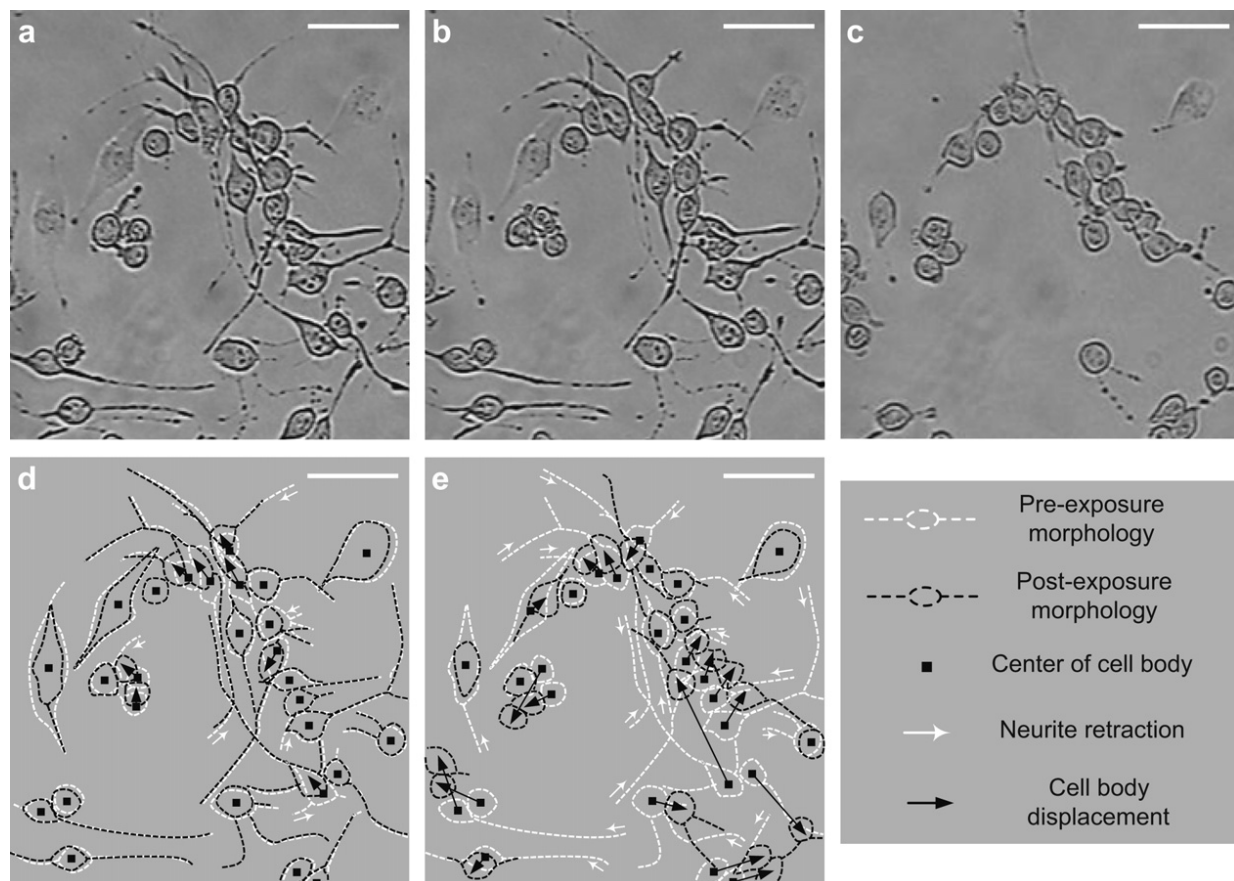 a
b
c
d
e
Pre-exposure
morphology
Post-exposure
morphology
Center of cell body
Neurite retraction
Cell body
displacement